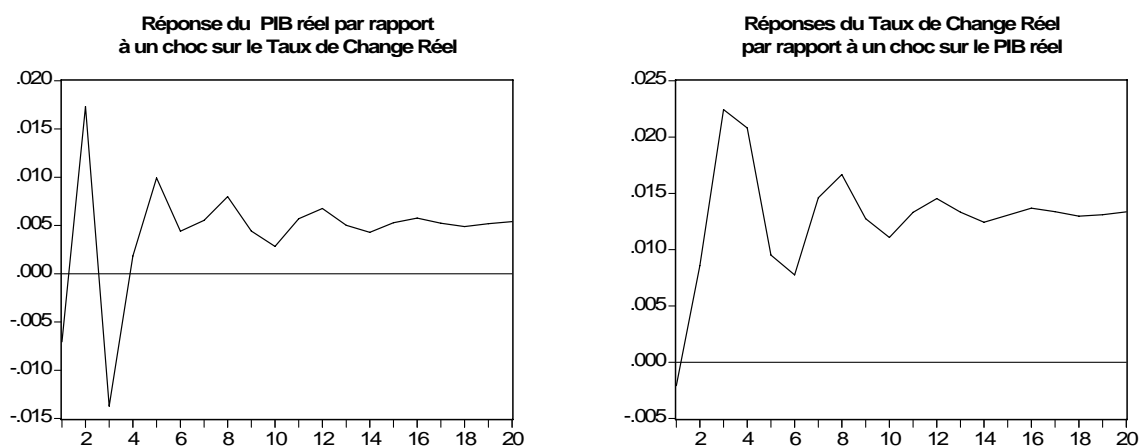 Réponse du PIB réel par rapport
à un choc sur le Taux de Change Réel
.020
.015
.010
.005
.000
-.005
-.010
-.015
2 4 6 8 10 12 14 16 18 20
Réponses du Taux de Change Réel
par rapport à un choc sur le PIB réel
.025
.020
.015
.010
.005
.000
-.005
2 4 6 8 10 12 14 16 18 20